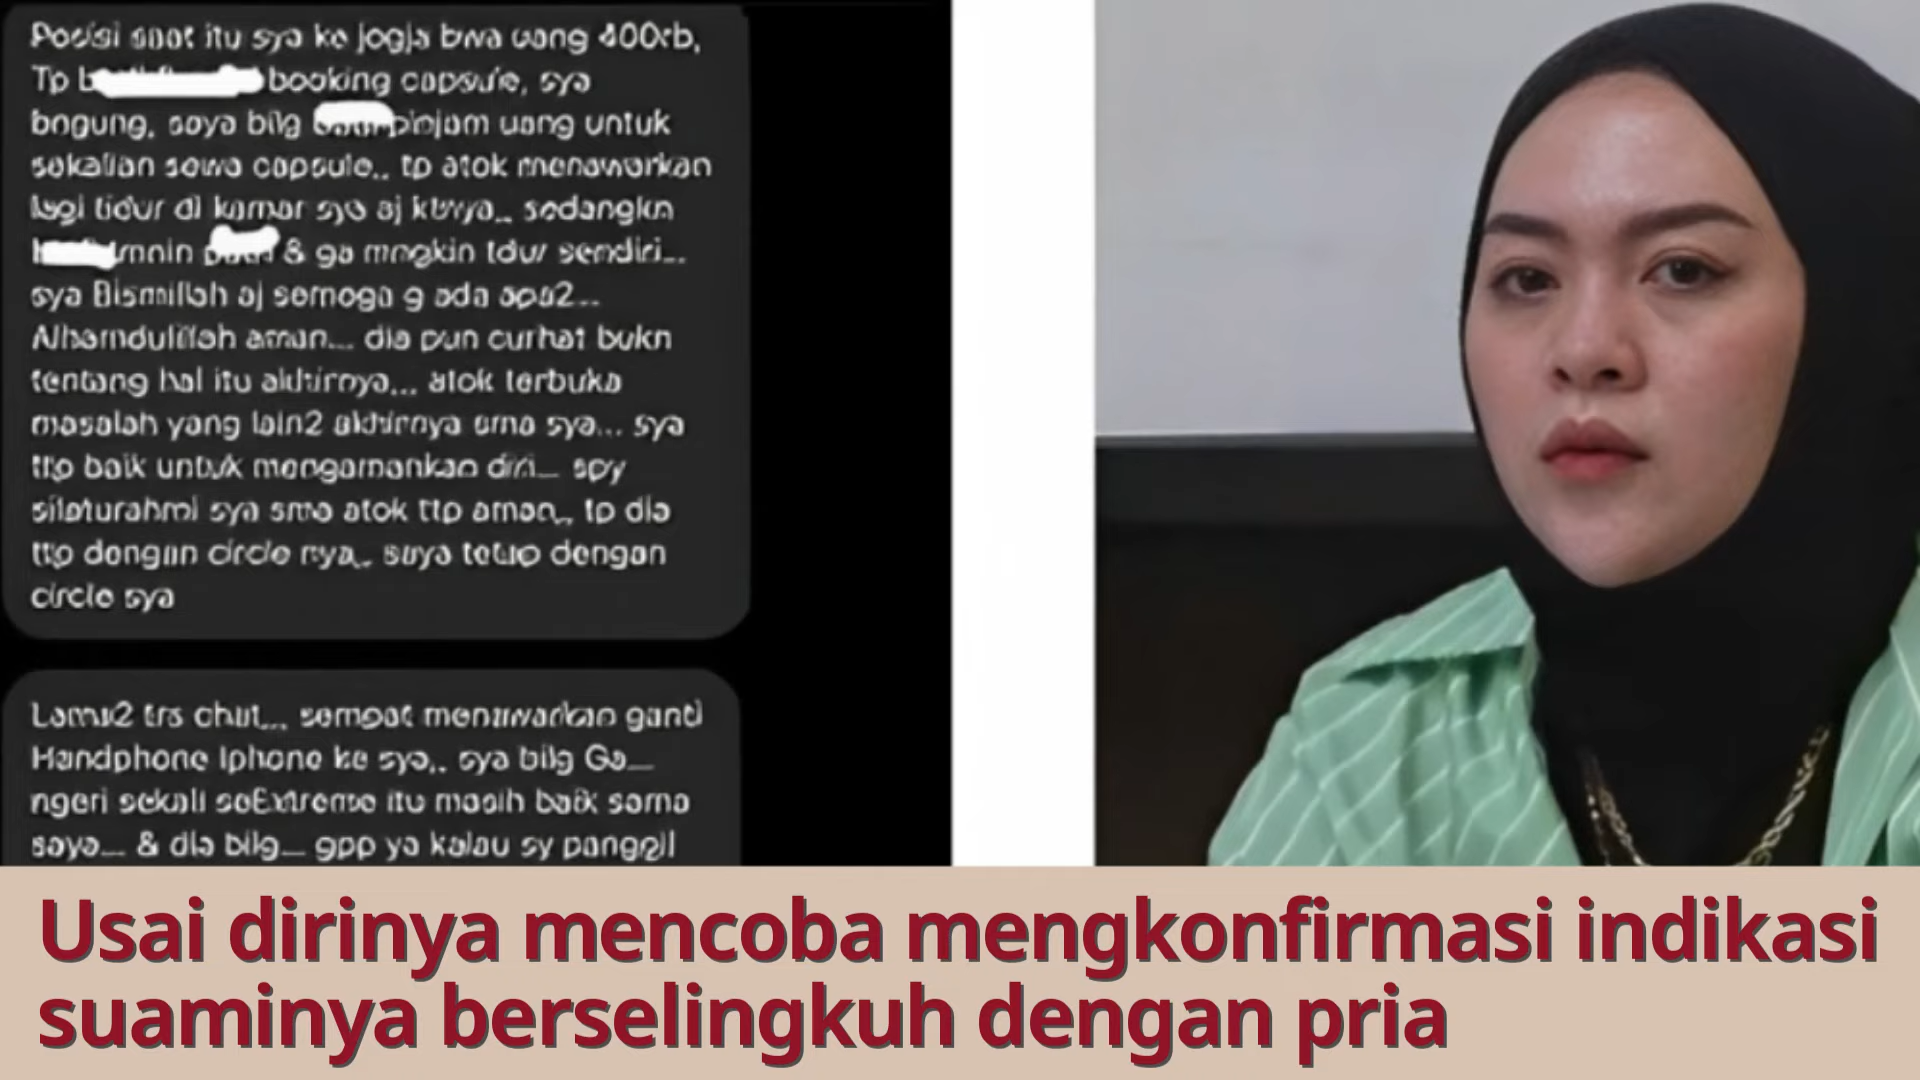 Posisi saat itu sya ke jogja bwa uang 400rb,
Tp booking capsule, sya
bngung, saya bilg pinjam uang untuk
sekalian sewa capsule.. tp atok menawarkan
lagi tidur di kamar sya aj ktnya.. sedangkn
& ga mngkin tdur sendiri...
sya Bismillah aj semoga g ada apa2...
Alhamdulillah aman... dia pun curhat bukn
tentang hal itu akhirnya... atok terbuka
masalah yang lain2 akhirnya sma sya... sya
ttp baik untuk mengamankan diri... spy
silaturahmi sya sma atok ttp aman.. tp dia
ttp dengan circle nya.. saya tetap dengan
circle sya
Lama2 trs chat... sempat menawarkan ganti
Handphone Iphone ke sya.. sya bilg Ga...
ngeri sekali seExtreme itu masih baik sama
saya... & dia bilg... gpp ya kalau sy panggil
Usai dirinya mencoba mengkonfirmasi indikasi
suaminya berselingkuh dengan pria